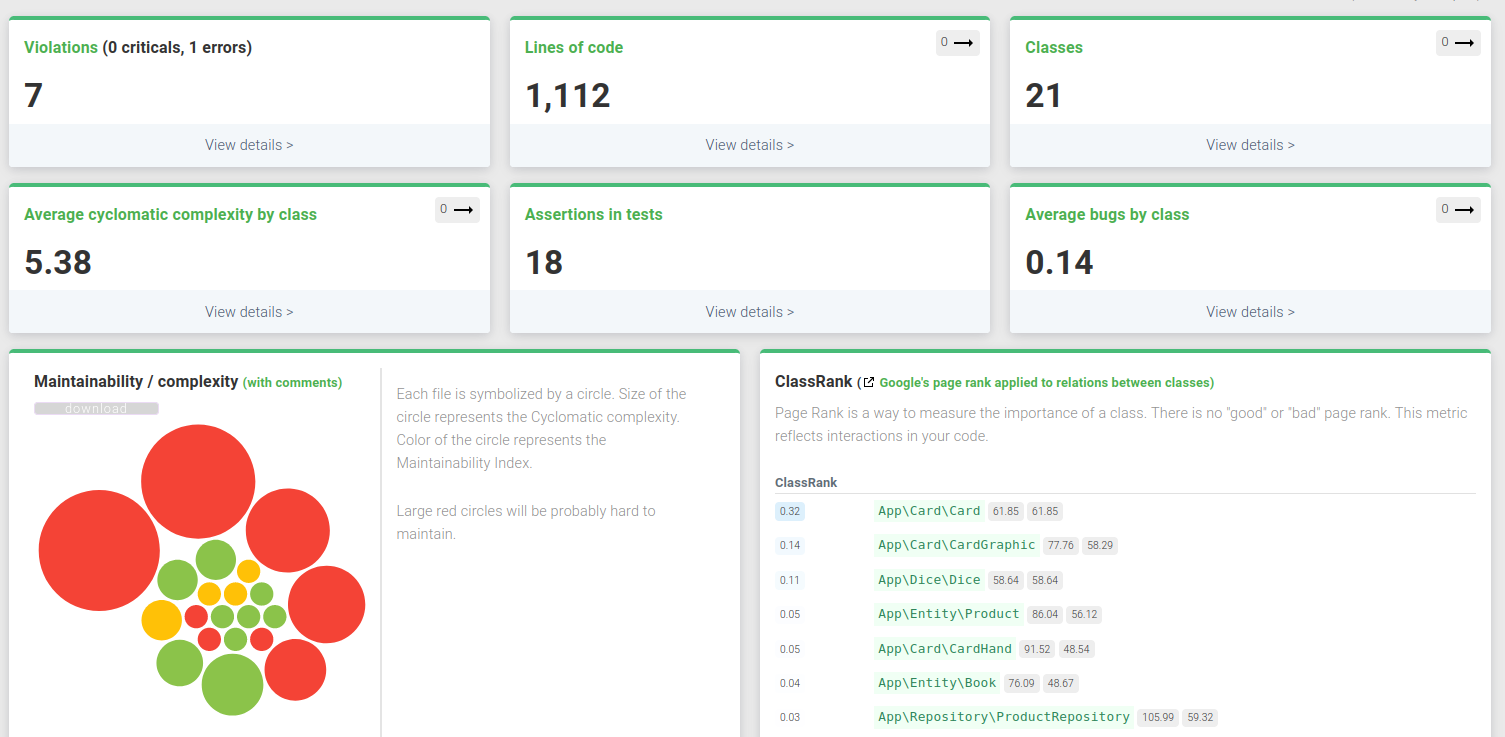 Violations (0 criticals, 1 errors)
7
View details >
Lines of code
0
1,112
View details >
Classes
0
21
View details >
Average cyclomatic complexity by class
0
5.38
View details >
Assertions in tests
18
View details >
Average bugs by class
0
0.14
View details >
Maintainability / complexity (with comments)
download
Each file is symbolized by a circle. Size of the
circle represents the Cyclomatic complexity.
Color of the circle represents the
Maintainability Index.
Large red circles will be probably hard to
maintain.
ClassRank (Google's page rank applied to relations between classes)
Page Rank is a way to measure the importance of a class. There is no "good" or "bad" page rank. This metric
reflects interactions in your code.
ClassRank
0.32 App\Card\Card 61.85 61.85
0.14 App\Card\CardGraphic 77.76 58.29
0.11 App\Dice\Dice 58.64 58.64
0.05 App\Entity\Product 86.04 56.12
0.05 App\Card\CardHand 91.52 48.54
0.04 App\Entity\Book 76.09 48.67
0.03 App\Repository\ProductRepository 105.99 59.32